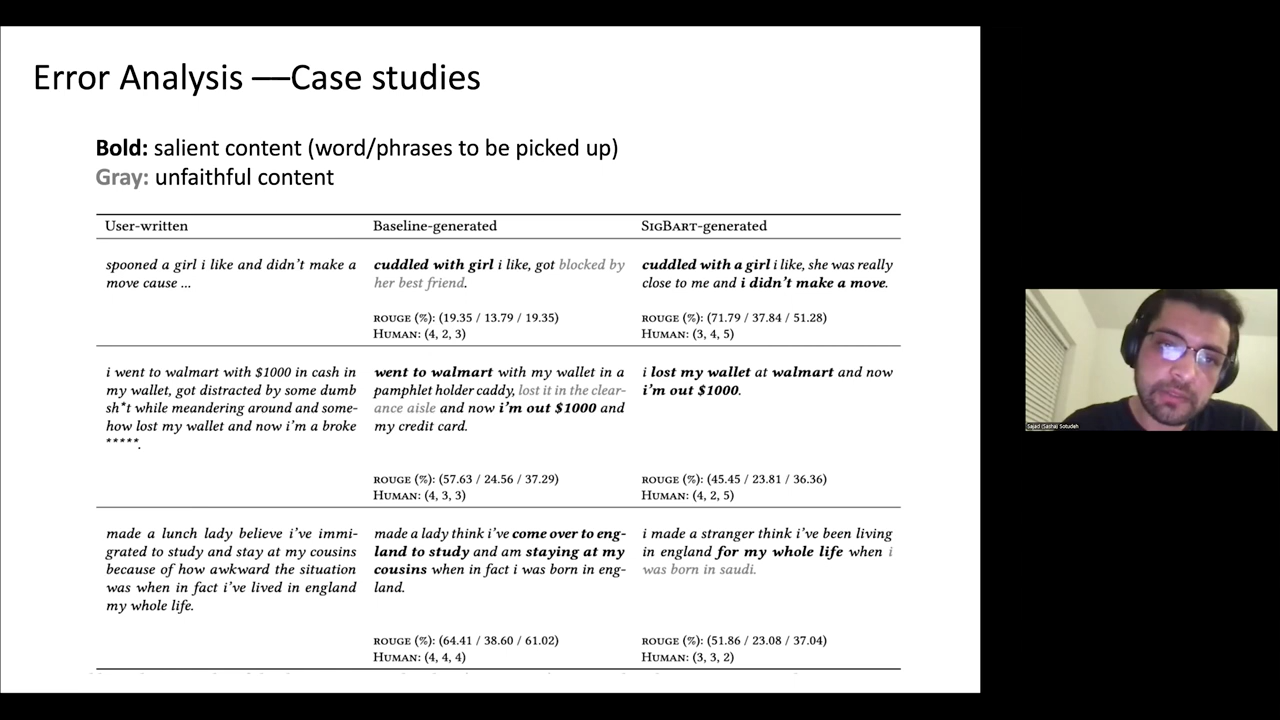 Error Analysis —Case studies
Bold: salient content (word/phrases to be picked up)
Gray: unfaithful content
User-written Baseline-generated SigBart-generated
spooned a girl i like and didn't make a
move cause ...
cuddled with girl i like, got blocked by
her best friend.
ROUGE (%): (19.35 / 13.79 / 19.35)
HUMAN: (4, 2, 3)
cuddled with a girl i like, she was really
close to me and i didn't make a move.
ROUGE (%): (71.79 / 37.84 / 51.28)
HUMAN: (3, 4, 5)
i went to walmart with $1000 in cash in
my wallet, got distracted by some dumb
sh*t while meandering around and some-
how lost my wallet and now i'm a broke
*****.
went to walmart with my wallet in a
pamphlet holder caddy, lost it in the clear-
ance aisle and now i'm out $1000 and
my credit card.
ROUGE (%): (57.63 / 24.56 / 37.29)
HUMAN: (4, 3, 3)
i lost my wallet at walmart and now
i'm out $1000.
ROUGE (%): (45.45 / 23.81 / 36.36)
HUMAN: (4, 2, 5)
made a lunch lady believe i've immi-
grated to study and stay at my cousins
because of how awkward the situation
was when in fact i've lived in england
my whole life.
made a lady think i've come over to eng-
land to study and am staying at my
cousins when in fact i was born in eng-
land.
ROUGE (%): (64.41 / 38.60 / 61.02)
HUMAN: (4, 4, 4)
i made a stranger think i've been living
in england for my whole life when i
was born in saudi.
ROUGE (%): (51.86 / 23.08 / 37.04)
HUMAN: (3, 3, 2)
Sajad (Sasha) Sotudeh